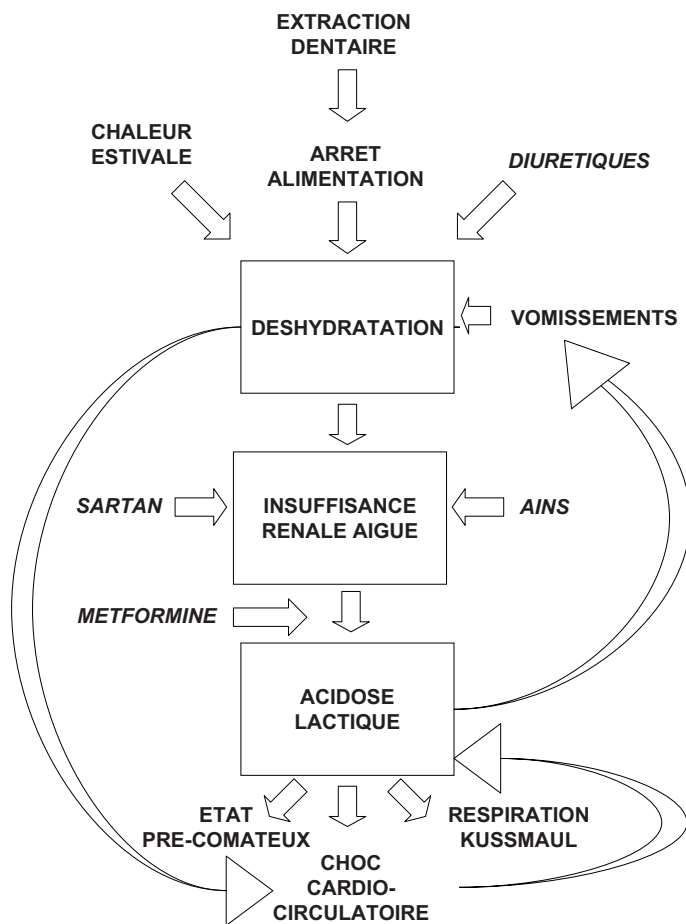 EXTRACTION
DENTAIRE
CHALEUR
ESTIVALE
ARRET
ALIMENTATION
DIURETIQUES
DESHYDRATATION
VOMISSEMENTS
SARTAN
INSUFFISANCE
RENALE AIGUE
AINS
METFORMINE
ACIDOSE
LACTIQUE
ETAT
PRE-COMATEUX
RESPIRATION
KUSSMAUL
CHOC
CARDIO-
CIRCULATOIRE